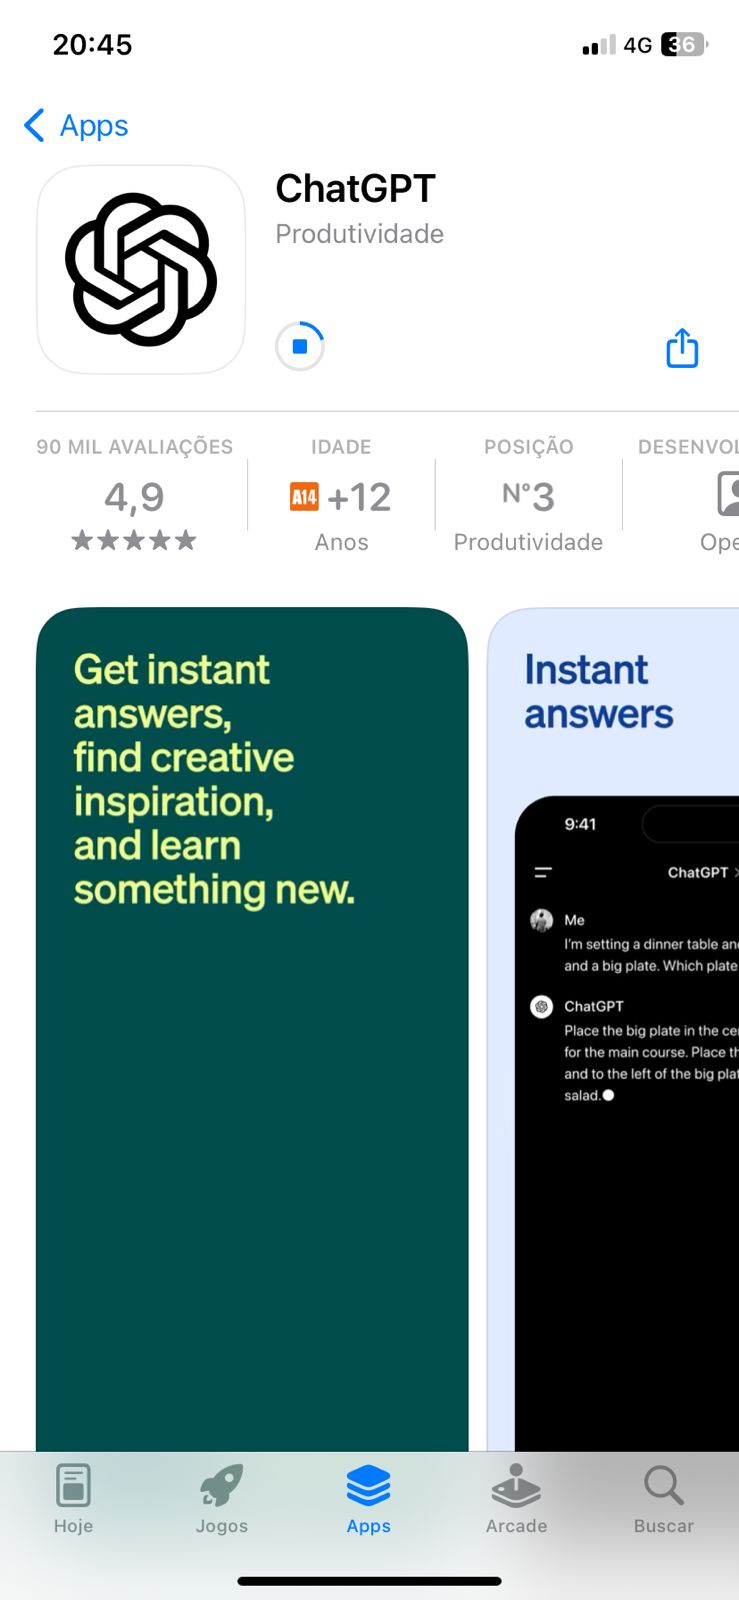 20:45
4G 36
Apps
ChatGPT
Produtividade
90 MIL AVALIAÇÕES
4,9
IDADE
A14 +12
Anos
POSIÇÃO
Nº3
Produtividade
DESENVOL
Ope
Get instant
answers,
find creative
inspiration,
and learn
something new.
Instant
answers
9:41
ChatGPT
Me
I'm setting a dinner table an
and a big plate. Which plate
ChatGPT
Place the big plate in the ce
for the main course. Place th
and to the left of the big pla
salad.
Hoje
Jogos
Apps
Arcade
Buscar